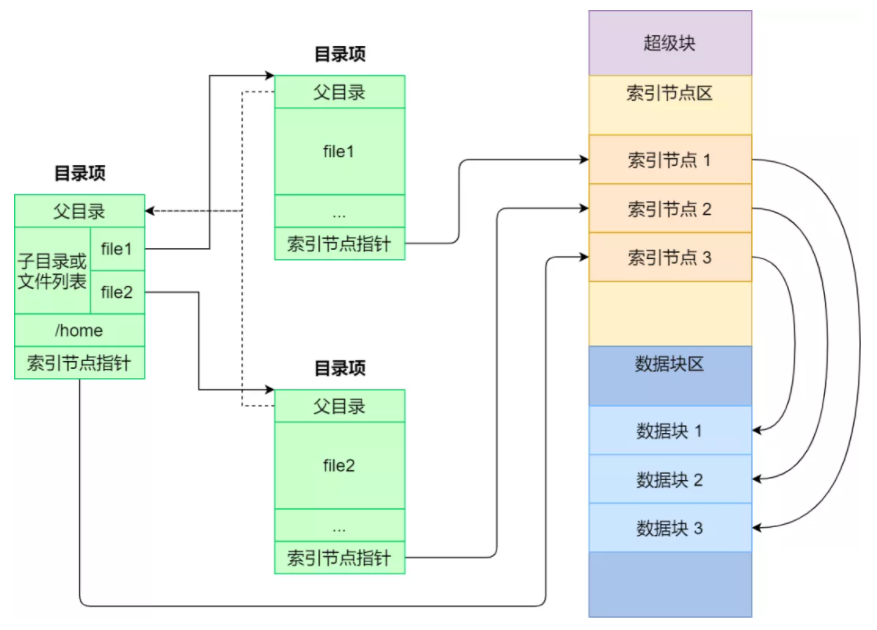 目录项
父目录
子目录或
文件列表
file1
file2
/home
索引节点指针
目录项
父目录
file1
...
索引节点指针
目录项
父目录
file2
...
索引节点指针
超级块
索引节点区
索引节点 1
索引节点 2
索引节点 3
数据块区
数据块 1
数据块 2
数据块 3